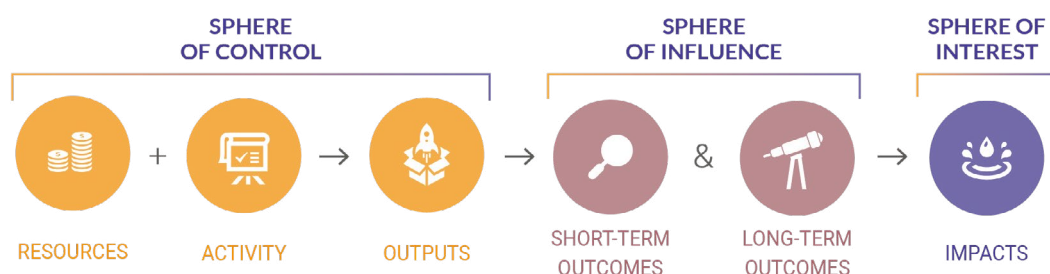 SPHERE
OF CONTROL
SPHERE
OF INFLUENCE
SPHERE OF
INTEREST
+
&
RESOURCES
ACTIVITY
OUTPUTS
SHORT-TERM
OUTCOMES
LONG-TERM
OUTCOMES
IMPACTS